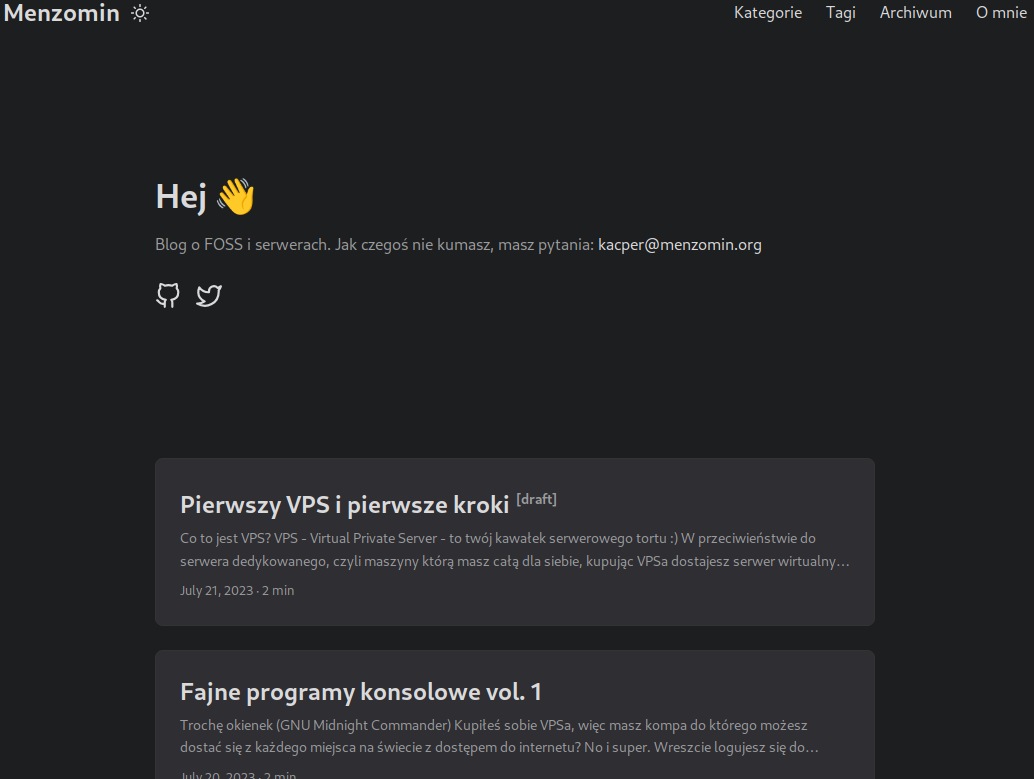 Menzomin
Kategorie Tagi Archiwum O mnie
Hej 👋
Blog o FOSS i serwerach. Jak czegoś nie kumasz, masz pytania: kacper@menzomin.org
Pierwszy VPS i pierwsze kroki [draft]
Co to jest VPS? VPS - Virtual Private Server - to twój kawałek serwerowego tortu :) W przeciwieństwie do
serwera dedykowanego, czyli maszyny którą masz całą dla siebie, kupując VPSa dostajesz serwer wirtualny…
July 21, 2023 · 2 min
Fajne programy konsolowe vol. 1
Trochę okienek (GNU Midnight Commander) Kupiłeś sobie VPSa, więc masz kompa do którego możesz
dostać się z każdego miejsca na świecie z dostępem do internetu? No i super. Wreszcie logujesz się do…
July 20, 2023 · 2 min